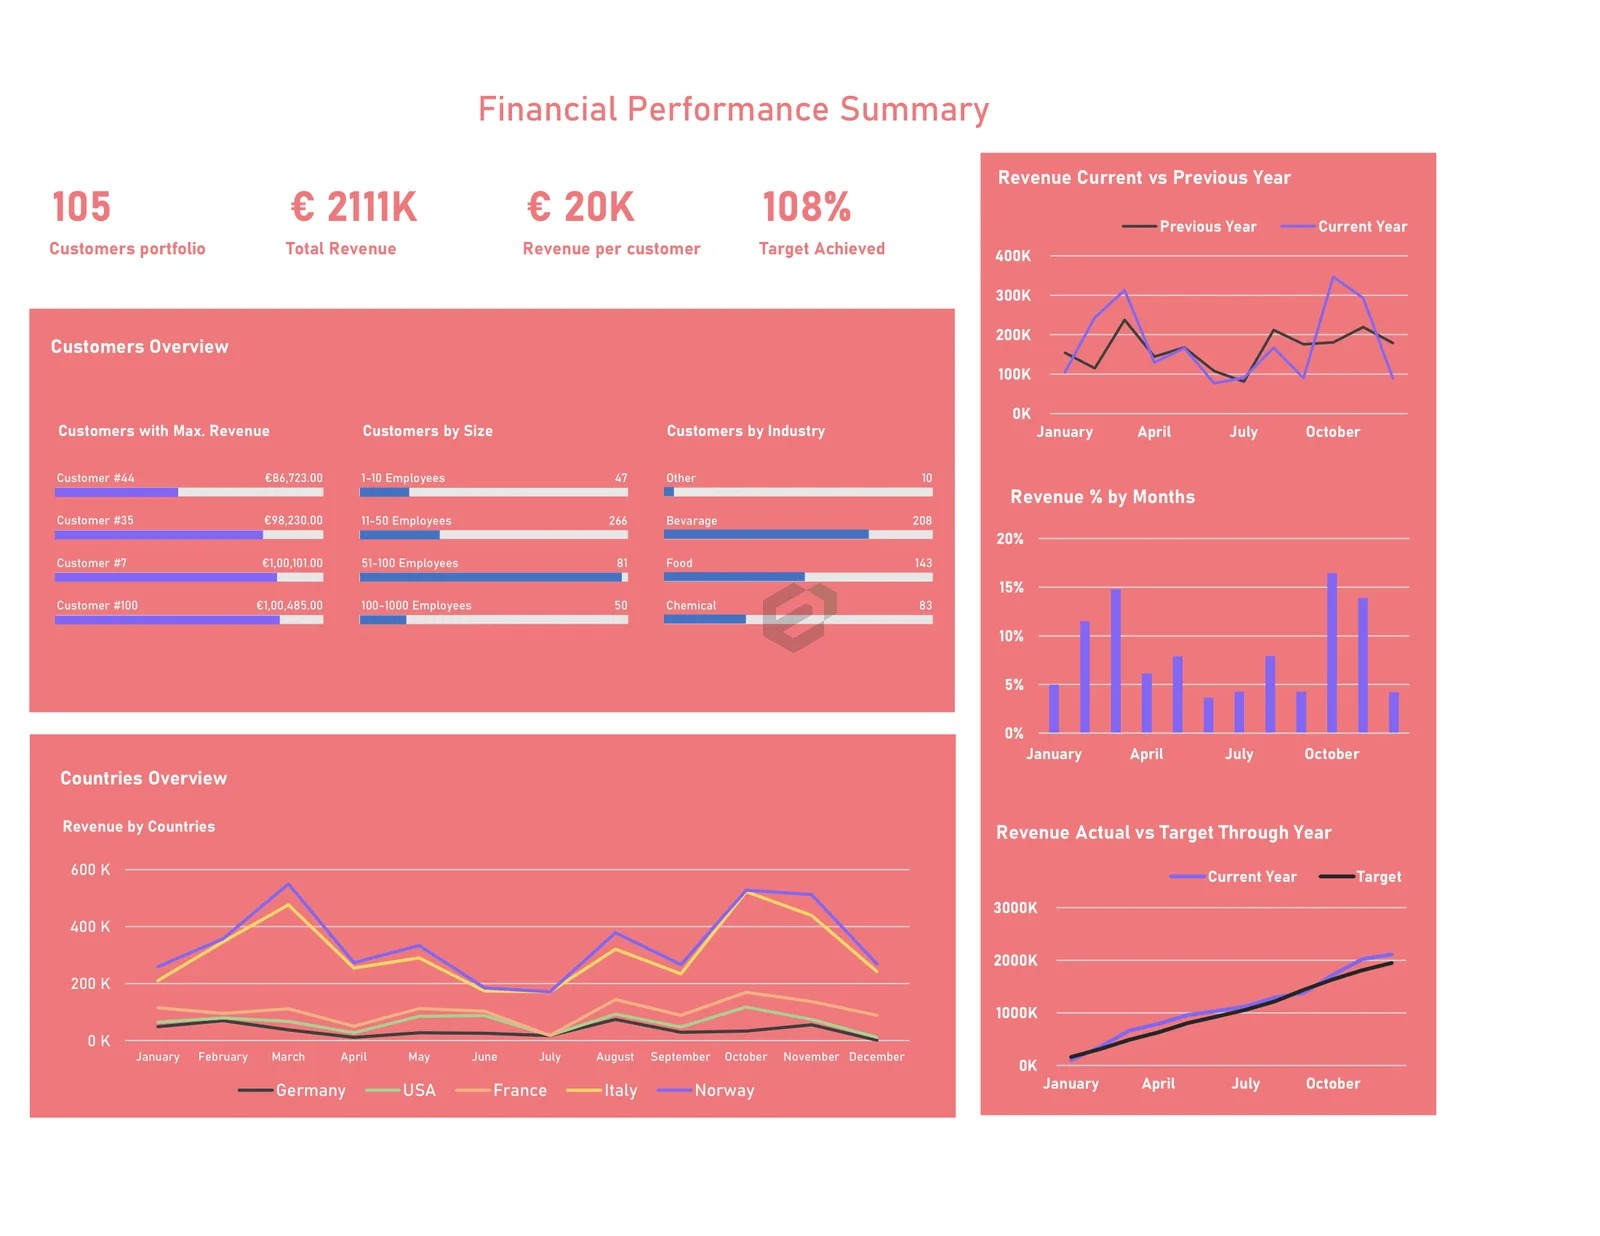 Financial Performance Summary
105
Customers portfolio
€ 2111K
Total Revenue
€ 20K
Revenue per customer
108%
Target Achieved
Customers Overview
Customers with Max. Revenue
Customer #44 €86,723.00
Customer #35 €98,230.00
Customer #7 €1,00,101.00
Customer #100 €1,00,485.00
Customers by Size
1-10 Employees 47
11-50 Employees 266
51-100 Employees 81
100-1000 Employees 50
Customers by Industry
Other 10
Bevarage 208
Food 143
Chemical 83
Countries Overview
Revenue by Countries
600 K
400 K
200 K
0 K
January February March April May June July August September October November December
Germany USA France Italy Norway
Revenue Current vs Previous Year
Previous Year Current Year
400K
300K
200K
100K
0K
January April July October
Revenue % by Months
20%
15%
10%
5%
0%
January April July October
Revenue Actual vs Target Through Year
Current Year Target
3000K
2000K
1000K
0K
January April July October